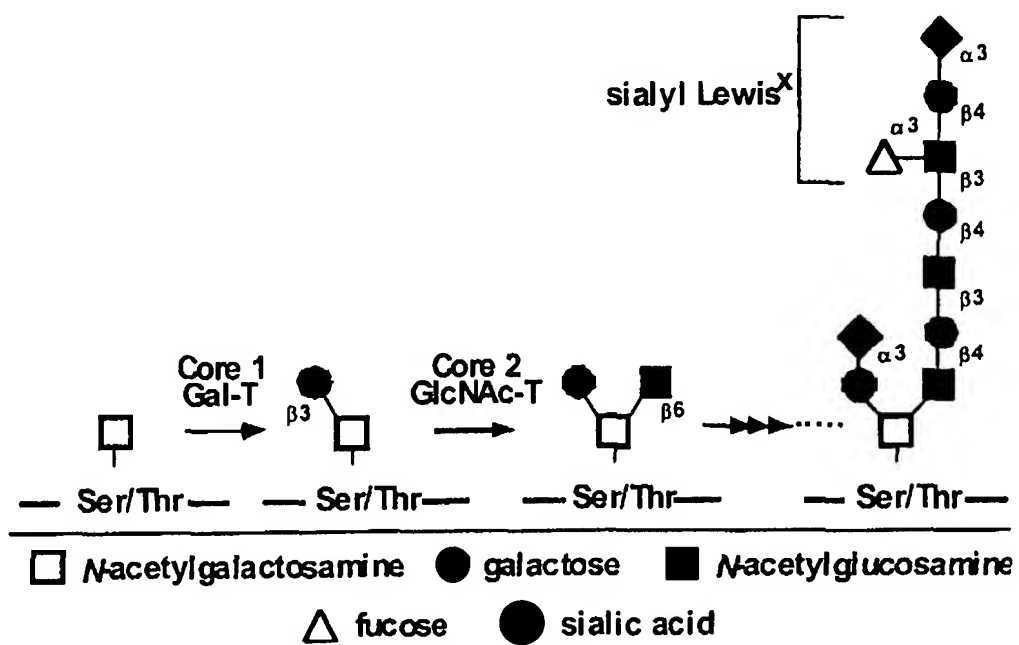 α3
sialyl Lewisˣ
β4
α3
β3
β4
β3
Core 1
Gal-T
Core 2
GlcNAc-T
α3
β4
β3
β6
Ser/Thr Ser/Thr Ser/Thr Ser/Thr
N-acetylgalactosamine galactose N-acetylglucosamine
fucose sialic acid